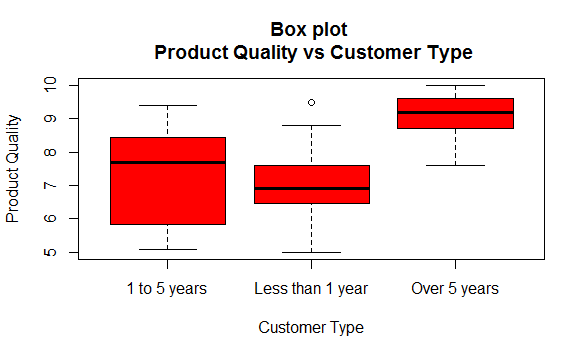 Box plot
Product Quality vs Customer Type
Product Quality
10
9
8
7
6
5
1 to 5 years Less than 1 year Over 5 years
Customer Type